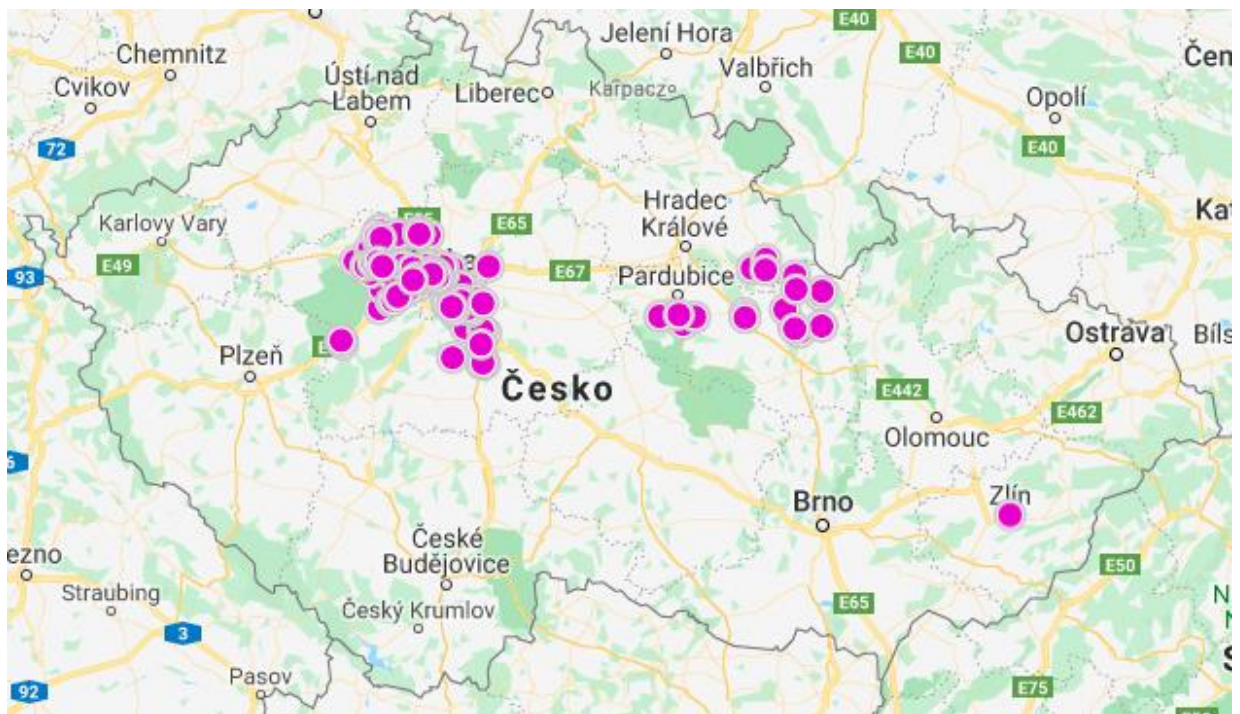 Jelení Hora
E40
Chemnitz
E40
Ústí nad
Labem
Valbřich
Čen
Cvikov
Liberec
Karpacz
Opolí
72
E40
Hradec
Králové
Karlovy Vary
E65
Kat
E49
93
E67
Pardubice
Ostrava
Bíls
Plzeň
Česko
E442
E462
Olomouc
6
Zlín
Brno
České
Budějovice
ezno
E50
Straubing
Český Krumlov
E65
N
N
3
S
Pasov
92
E75